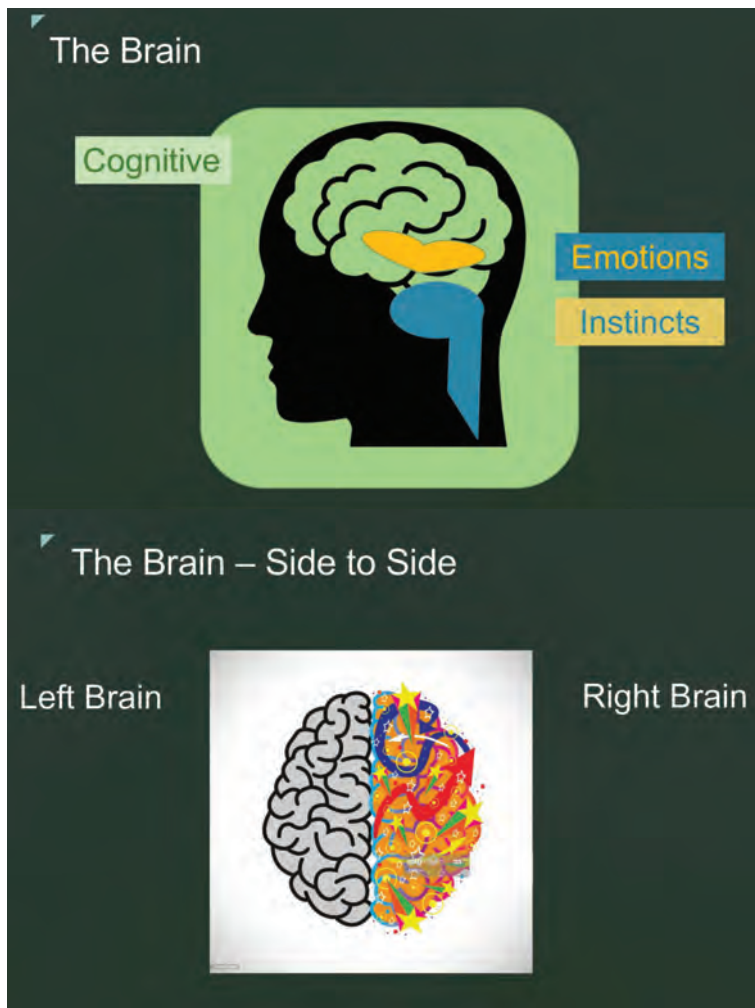 The Brain
Cognitive
Emotions
Instincts
The Brain – Side to Side
Left Brain
Right Brain